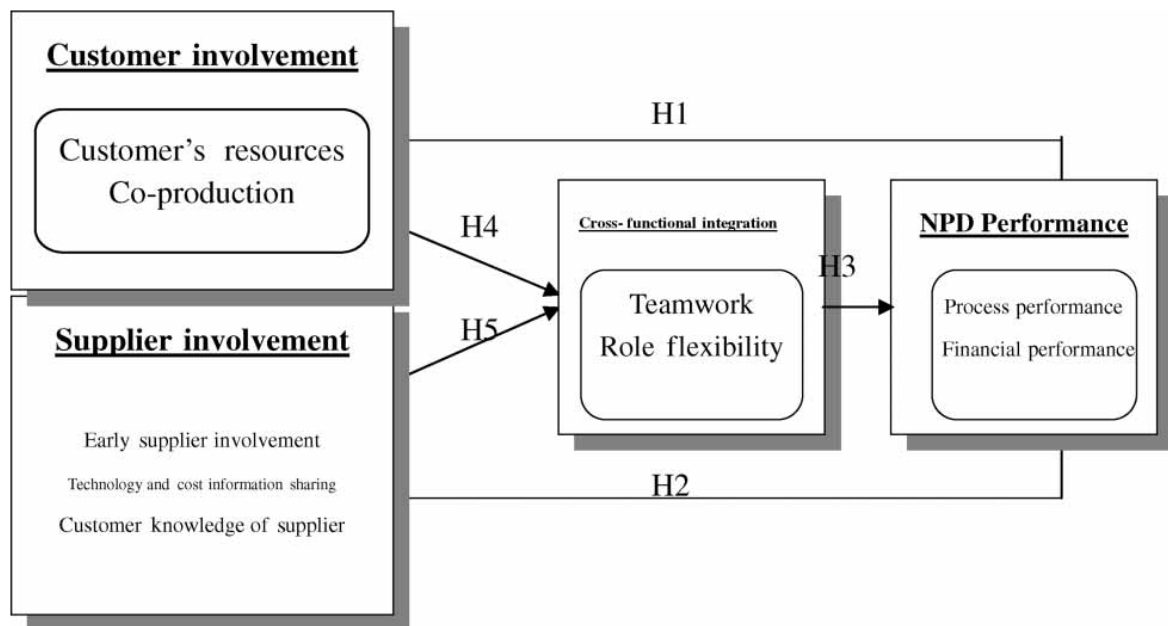 Customer involvement
Customer's resources
Co-production
Supplier involvement
Early supplier involvement
Technology and cost information sharing
Customer knowledge of supplier
H1
H4
H5
Cross- functional integration
Teamwork
Role flexibility
H3
NPD Performance
Process performance
Financial performance
H2